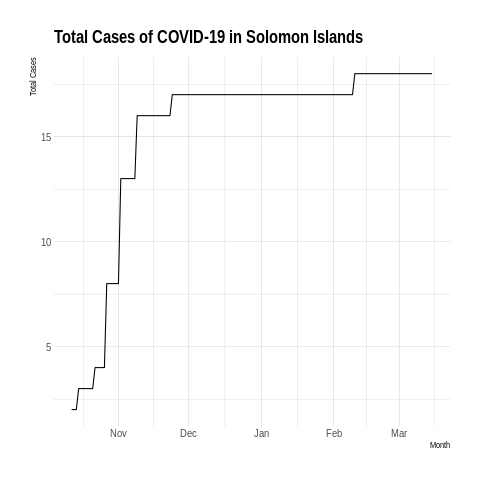 Total Cases of COVID-19 in Solomon Islands
Total Cases
15
10
5
Nov Dec Jan Feb Mar
Month